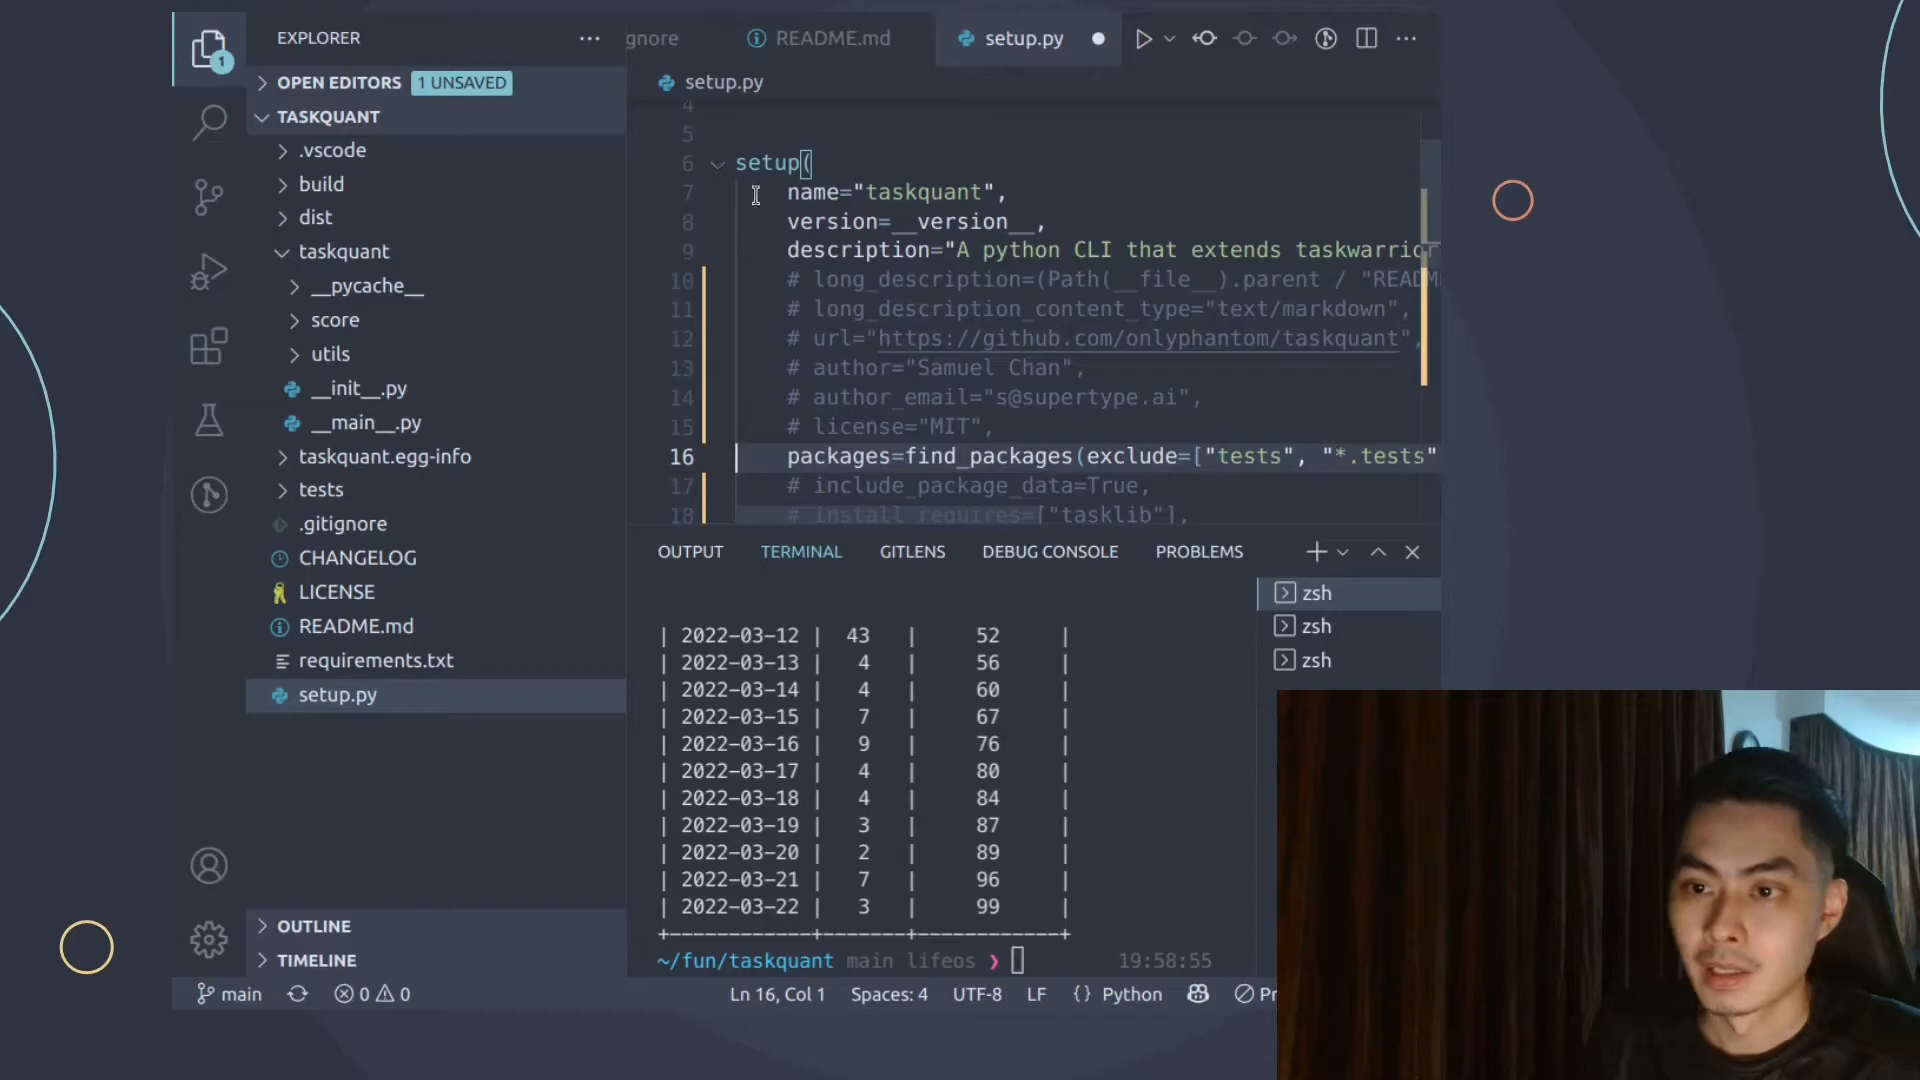 EXPLORER
OPEN EDITORS 1 UNSAVED
TASKQUANT
.vscode
build
dist
taskquant
__pycache__
score
utils
__init__.py
__main__.py
taskquant.egg-info
tests
.gitignore
CHANGELOG
LICENSE
README.md
requirements.txt
setup.py
OUTLINE
TIMELINE
1
gnore
README.md
setup.py
setup.py
4
5
6 setup(
7 name="taskquant",
8 version=__version__,
9 description="A python CLI that extends taskwarrior
10 # long_description=(Path(__file__).parent / "READM
11 # long_description_content_type="text/markdown",
12 # url="https://github.com/onlyphantom/taskquant",
13 # author="Samuel Chan",
14 # author_email="s@supertype.ai",
15 # license="MIT",
16 packages=find_packages(exclude=["tests", "*.tests"
17 # include_package_data=True,
18 # install_requires=["tasklib"],
OUTPUT TERMINAL GITLENS DEBUG CONSOLE PROBLEMS
zsh
zsh
zsh
| 2022-03-12 | 43 | 52 |
| 2022-03-13 | 4 | 56 |
| 2022-03-14 | 4 | 60 |
| 2022-03-15 | 7 | 67 |
| 2022-03-16 | 9 | 76 |
| 2022-03-17 | 4 | 80 |
| 2022-03-18 | 4 | 84 |
| 2022-03-19 | 3 | 87 |
| 2022-03-20 | 2 | 89 |
| 2022-03-21 | 7 | 96 |
| 2022-03-22 | 3 | 99 |
+------------+-------+------------+
~/fun/taskquant main lifeos ❯ 19:58:55
main 0 0 Ln 16, Col 1 Spaces: 4 UTF-8 LF {} Python Pr